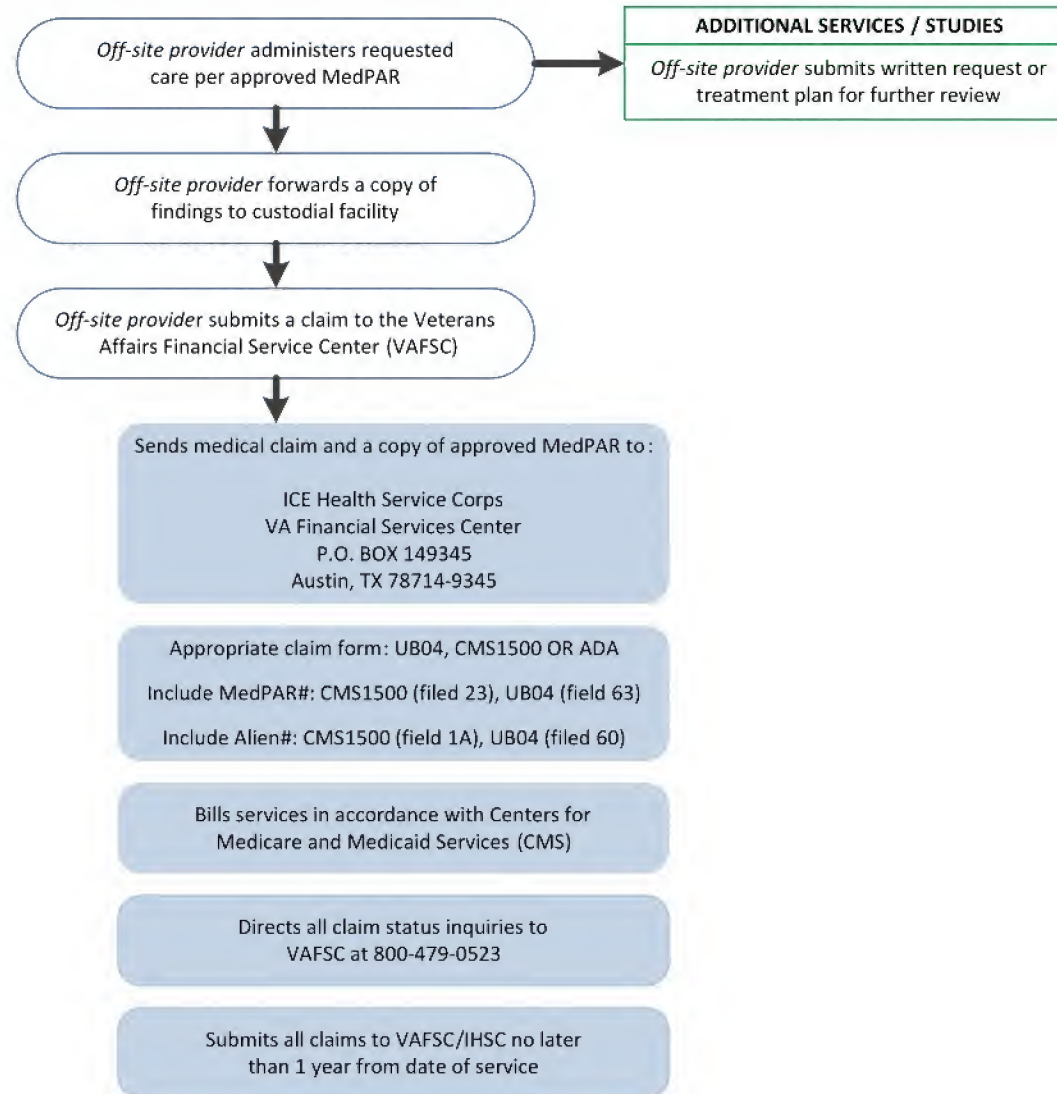 Off-site provider administers requested
care per approved MedPAR
ADDITIONAL SERVICES / STUDIES
Off-site provider submits written request or
treatment plan for further review
Off-site provider forwards a copy of
findings to custodial facility
Off-site provider submits a claim to the Veterans
Affairs Financial Service Center (VAFSC)
Sends medical claim and a copy of approved MedPAR to:
ICE Health Service Corps
VA Financial Services Center
P.O. BOX 149345
Austin, TX 78714-9345
Appropriate claim form: UB04, CMS1500 OR ADA
Include MedPAR#: CMS1500 (filed 23), UB04 (field 63)
Include Alien#: CMS1500 (field 1A), UB04 (filed 60)
Bills services in accordance with Centers for
Medicare and Medicaid Services (CMS)
Directs all claim status inquiries to
VAFSC at 800-479-0523
Submits all claims to VAFSC/IHSC no later
than 1 year from date of service